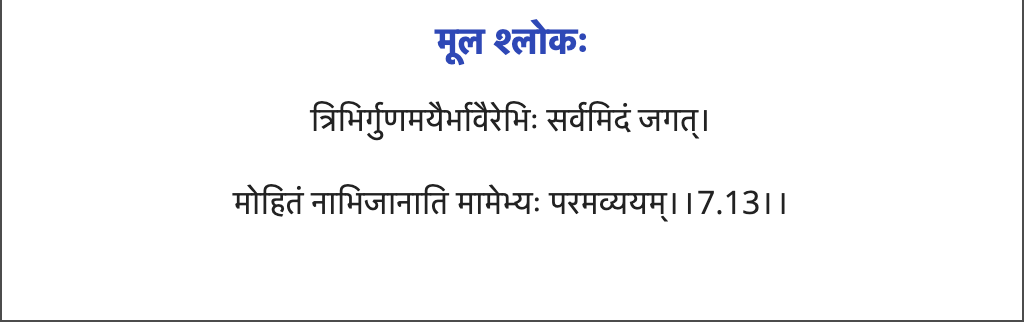 मूल श्लोकः
त्रिभिर्गुणमयैर्भावैरेभिः सर्वमिदं जगत्।
मोहितं नाभिजानाति मामेभ्यः परमव्ययम्।।7.13।।